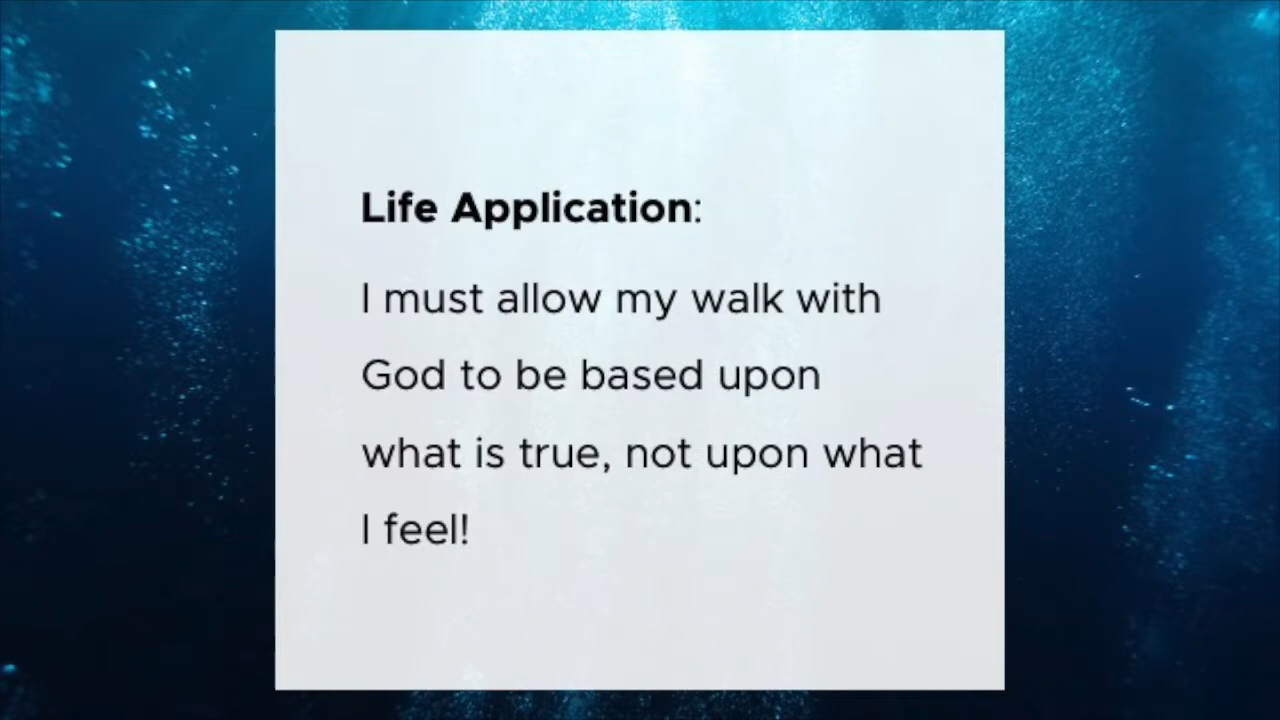 Life Application:
I must allow my walk with
God to be based upon
what is true, not upon what
I feel!